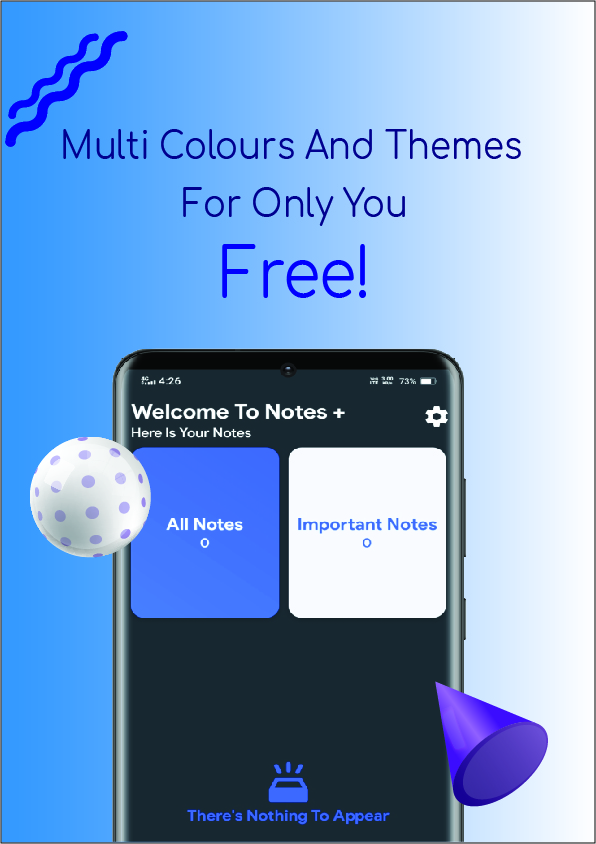 Multi Colours And Themes
For Only You
Free!
4:26
73%
Welcome To Notes +
Here Is Your Notes
All Notes
0
Important Notes
0
There's Nothing To Appear